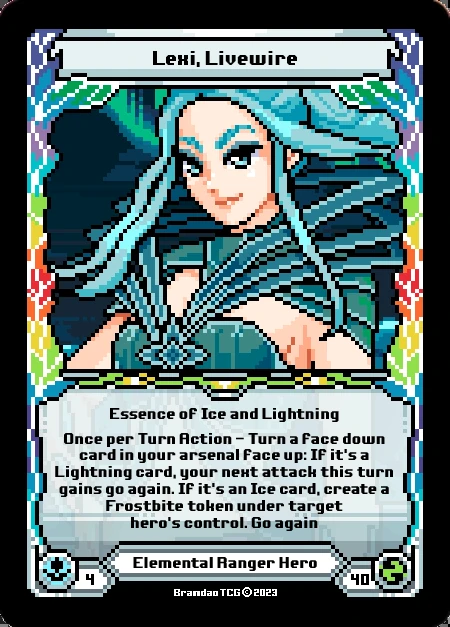 Lexi, Livewire
Essence of Ice and Lightning
Once per Turn Action - Turn a face down
card in your arsenal face up: If it's a
Lightning card, your next attack this turn
gains go again. If it's an Ice card, create a
Frostbite token under target
hero's control. Go again
4
Elemental Ranger Hero
40
BrandaoTCG©2023